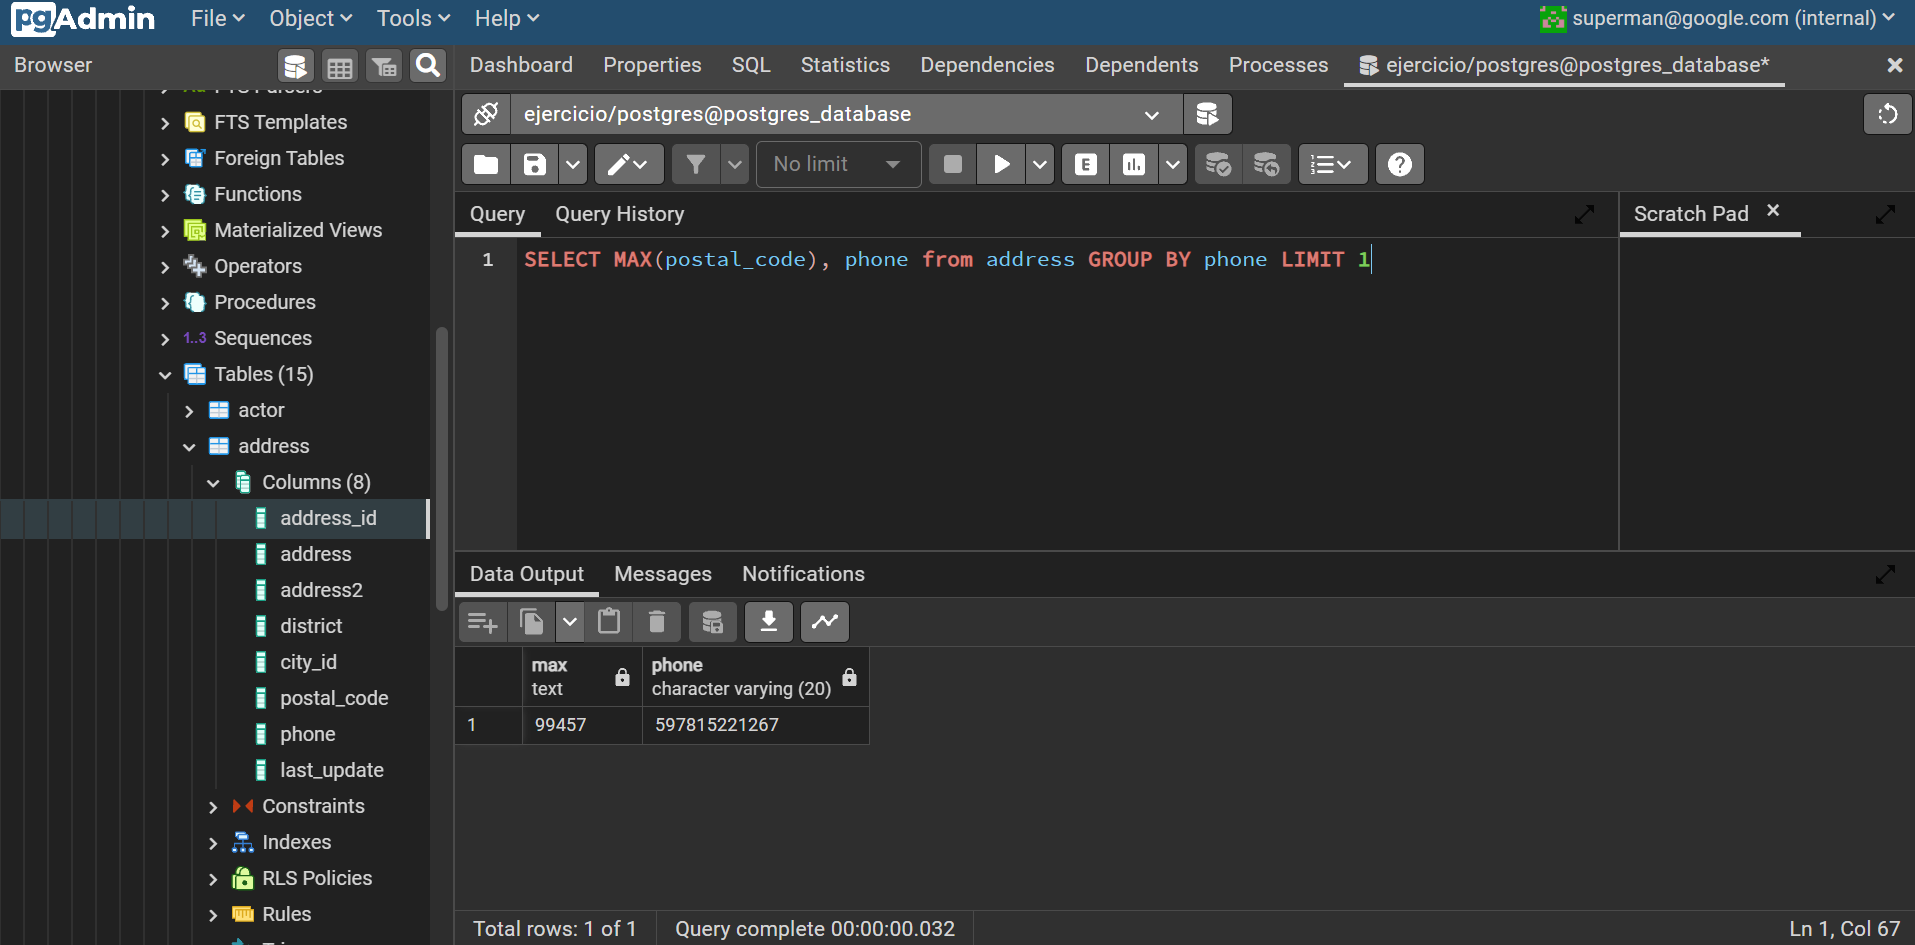 pgAdmin File Object Tools Help superman@google.com (internal)
Browser
Dashboard Properties SQL Statistics Dependencies Dependents Processes ejercicio/postgres@postgres_database*
ejercicio/postgres@postgres_database
No limit
FTS Parsers
FTS Templates
Foreign Tables
Functions
Materialized Views
Operators
Procedures
1..3 Sequences
Tables (15)
actor
address
Columns (8)
address_id
address
address2
district
city_id
postal_code
phone
last_update
Constraints
Indexes
RLS Policies
Rules
Query Query History
Scratch Pad
1 SELECT MAX(postal_code), phone from address GROUP BY phone LIMIT 1
Data Output Messages Notifications
max phone
text character varying (20)
1 99457 597815221267
Total rows: 1 of 1 Query complete 00:00:00.032 Ln 1, Col 67